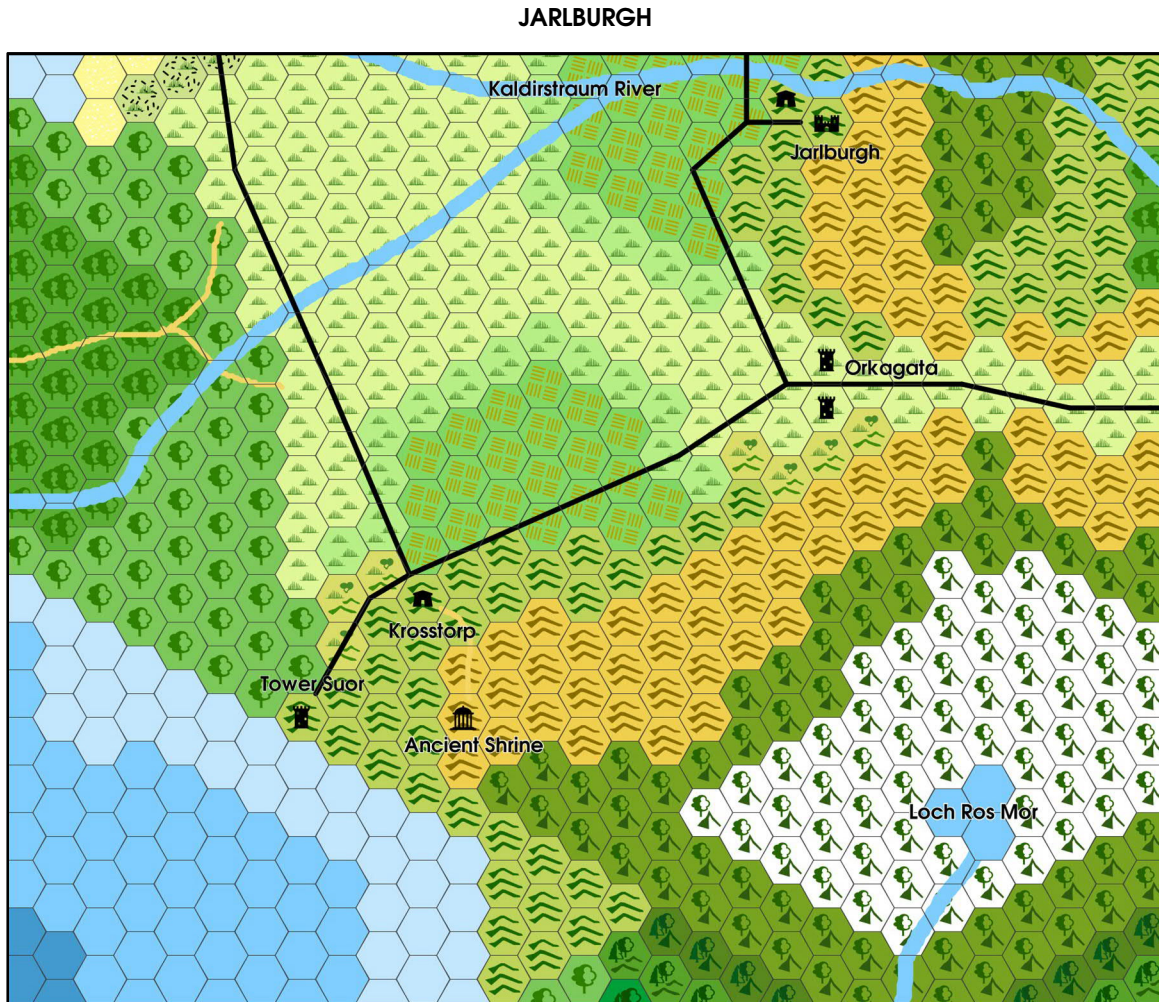 JARLBURGH
Kaldirstraum River
Jarlburgh
Orkagata
Krosstorp
Tower Suor
Ancient Shrine
Loch Ros Mor